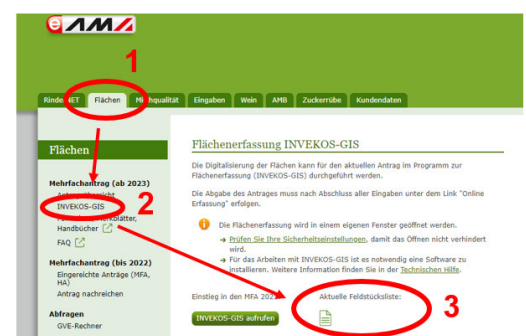 eAMA
1
RinderNET Flächen Milchqualität Eingaben Wein AMB Zuckerrübe Kundendaten
Flächen
Flächenerfassung INVEKOS-GIS
Die Digitalisierung der Flächen kann für den aktuellen Antrag im Programm zur
Flächenerfassung (INVEKOS-GIS) durchgeführt werden.
Mehrfachantrag (ab 2023)
Die Abgabe des Antrages muss nach Abschluss aller Eingaben unter dem Link "Online
INVEKOS-GIS
2
Erfassung" erfolgen.
Handbücher
FAQ
Die Flächenerfassung wird in einem eigenen Fenster geöffnet werden.
Prüfen Sie Ihre Sicherheitseinstellungen, damit das Öffnen nicht verhindert
wird.
Mehrfachantrag (bis 2022)
Für das Arbeiten mit INVEKOS-GIS ist es notwendig eine Software zu
installieren. Weitere Information finden Sie in der Technischen Hilfe.
Eingereichte Anträge (MFA,
HA)
Antrag nachreichen
Einstieg in den MFA
Aktuelle Feldstücksliste:
3
Abfragen
GVE-Rechner
INVEKOS-GIS aufrufen